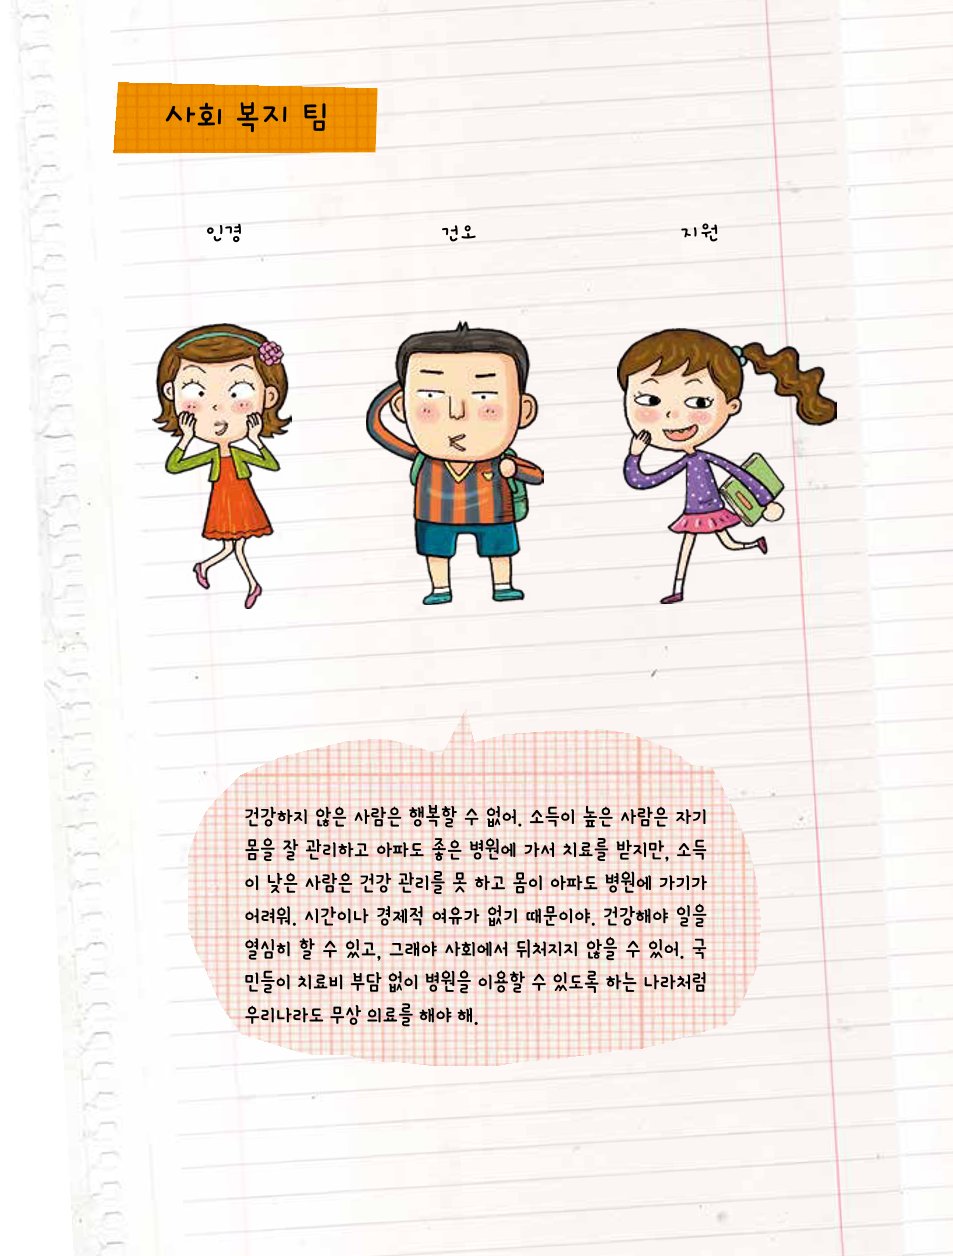 사회 복지 팀
인경 건오 지원
건강하지 않은 사람은 행복할 수 없어. 소득이 높은 사람은 자기
몸을 잘 관리하고 아파도 좋은 병원에 가서 치료를 받지만, 소득
이 낮은 사람은 건강 관리를 못 하고 몸이 아파도 병원에 가기가
어려워. 시간이나 경제적 여유가 없기 때문이야. 건강해야 일을
열심히 할 수 있고, 그래야 사회에서 뒤처지지 않을 수 있어. 국
민들이 치료비 부담 없이 병원을 이용할 수 있도록 하는 나라처럼
우리나라도 무상 의료를 해야 해.